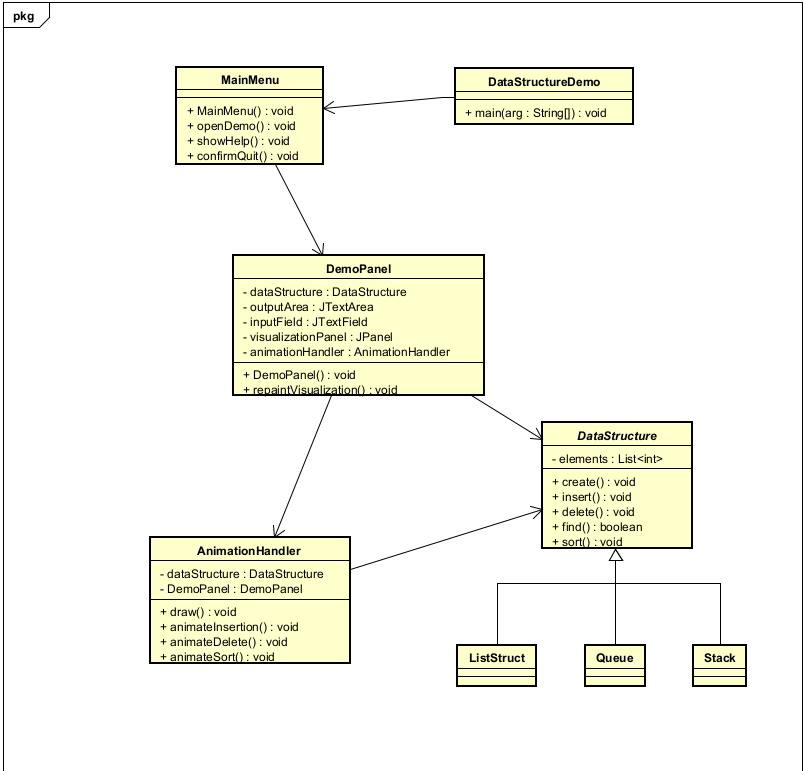 pkg
MainMenu
+ MainMenu() : void
+ openDemo() : void
+ showHelp() : void
+ confirmQuit() : void
DataStructureDemo
+ main(arg : String[]) : void
DemoPanel
- dataStructure : DataStructure
- outputArea : JTextArea
- inputField : JTextField
- visualizationPanel : JPanel
- animationHandler : AnimationHandler
+ DemoPanel() : void
+ repaintVisualization() : void
DataStructure
- elements : List<int>
+ create() : void
+ insert() : void
+ delete() : void
+ find() : boolean
+ sort() : void
AnimationHandler
- dataStructure : DataStructure
- DemoPanel : DemoPanel
+ draw() : void
+ animateInsertion() : void
+ animateDelete() : void
+ animateSort() : void
ListStruct
Queue
Stack